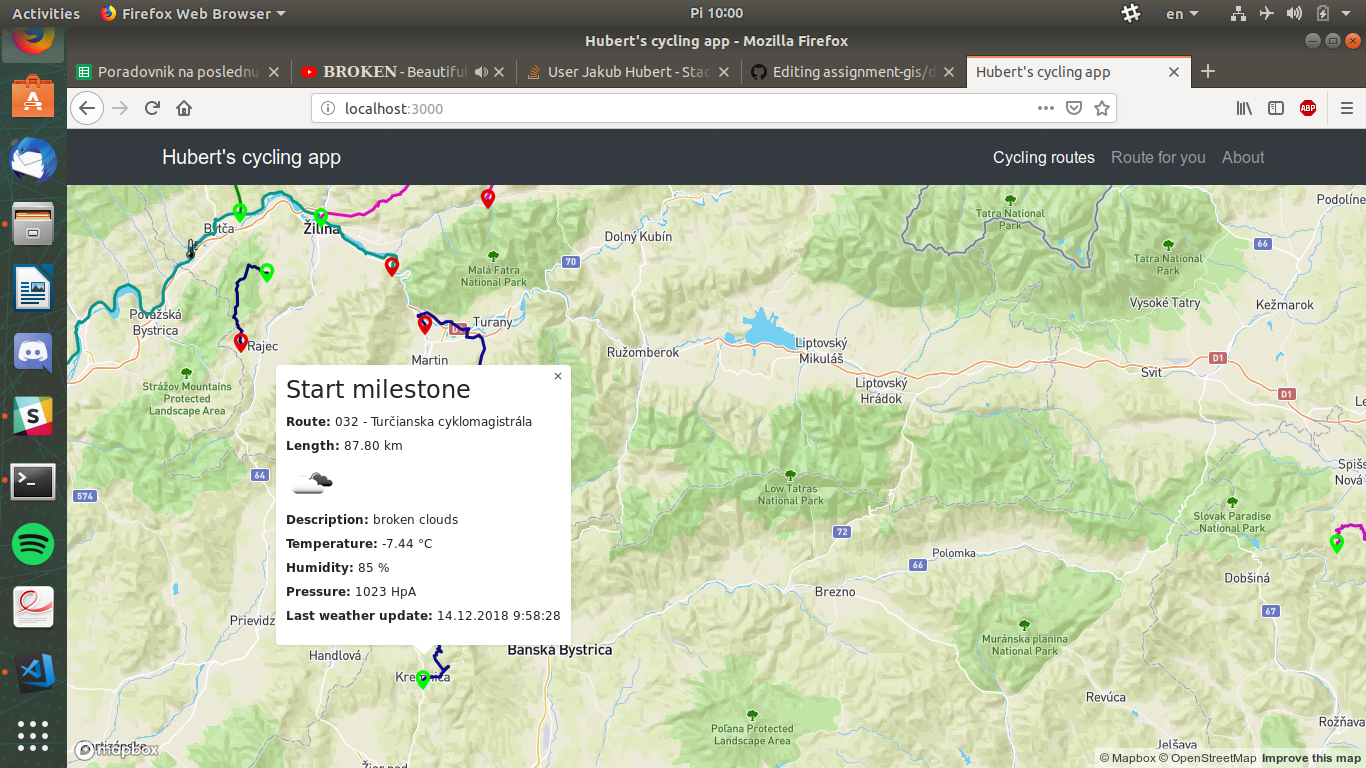 Activities
Firefox Web Browser
Pi 10:00
en
Hubert's cycling app - Mozilla Firefox
Poradovnik na poslednu
BROKEN - Beautiful
User Jakub Hubert - Stac
Editing assignment-gis/d
Hubert's cycling app
localhost:3000
ABP
Hubert's cycling app
Cycling routes
Route for you
About
Bytča
Žilina
Dolný Kubín
70
Malá Fatra
National Park
Tatra National
Park
Tatra National
Park
66
Podolíne
Vysoké Tatry
Kežmarok
Považská
Bystrica
Rajec
Turany
Martin
Ružomberok
Liptovský
Mikuláš
Liptovský
Hrádok
D1
Svit
D1
Strážov Mountains
Protected
Landscape Area
Start milestone
×
Route: 032 - Turčianska cyklomagistrála
Length: 87.80 km
Description: broken clouds
Temperature: -7.44 °C
Humidity: 85 %
Pressure: 1023 HpA
Last weather update: 14.12.2018 9:58:28
64
574
Low Tatras
National Park
72
66
Polomka
Brezno
Slovak Paradise
National Park
Spišs
Nová
Dobšiná
67
Muránska planina
National Park
Prievidz
Handlová
Banská Bystrica
Kremnica
Revúca
Rožňava
Jelšava
Poľana Protected
Landscape Area
Žiar nad
mapbox
© Mapbox © OpenStreetMap Improve this map